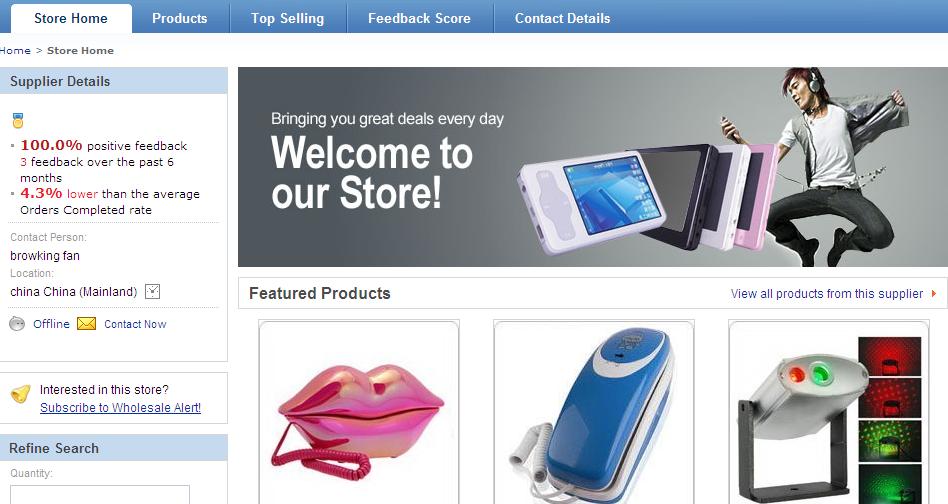 Store Home
Products
Top Selling
Feedback Score
Contact Details
Home > Store Home
Supplier Details
100.0% positive feedback
3 feedback over the past 6
months
4.3% lower than the average
Orders Completed rate
Contact Person:
browking fan
Location:
china China (Mainland)
Offline
Contact Now
Interested in this store?
Subscribe to Wholesale Alert!
Refine Search
Quantity:
Bringing you great deals every day
Welcome to
our Store!
Featured Products
View all products from this supplier